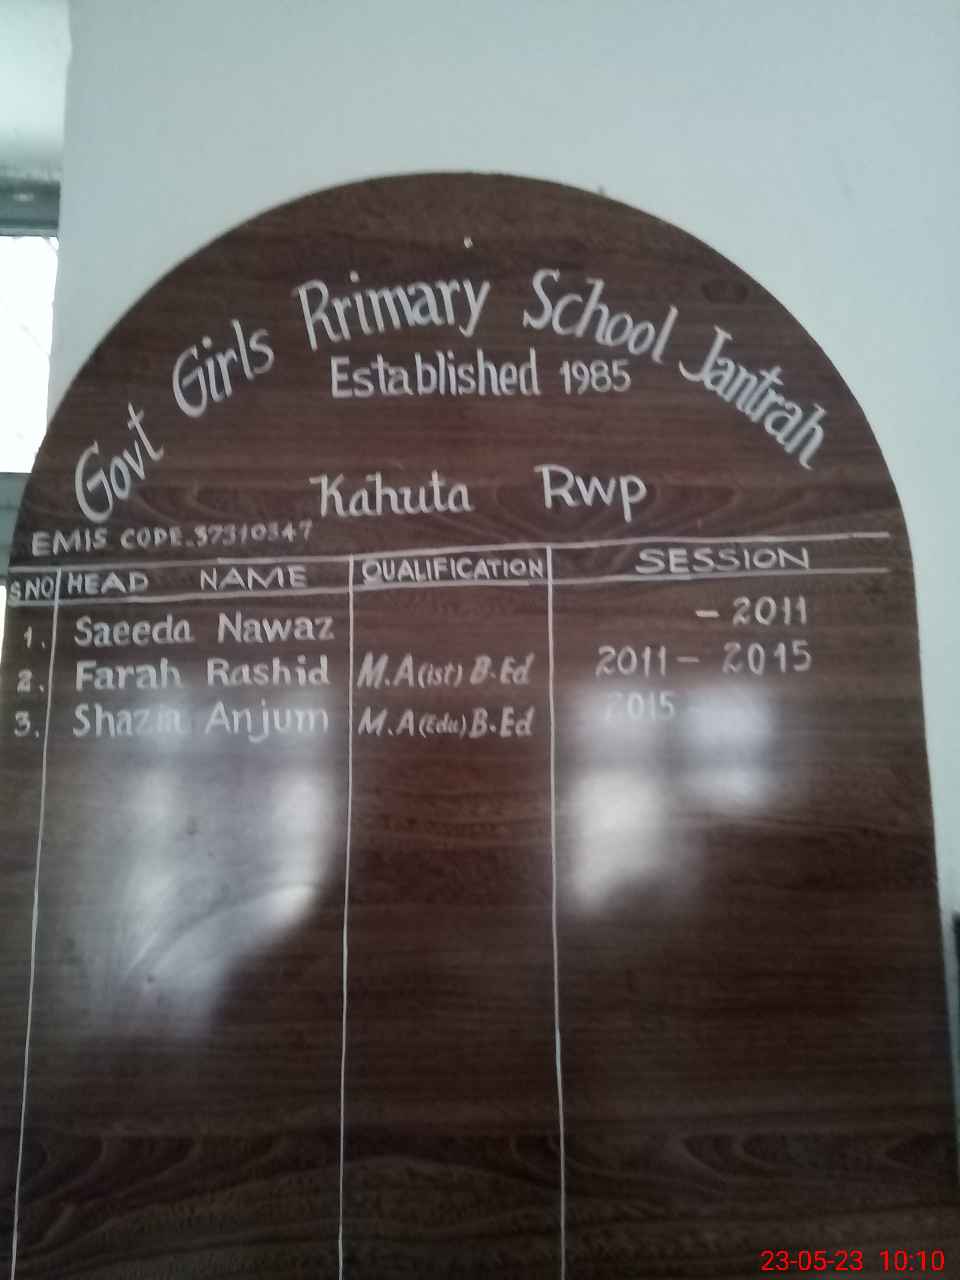 Govt Girls Rrimary School Jantrah
Established 1985
Kahuta Rwp
EMIS CODE.37310347
S.NO HEAD NAME QUALIFICATION SESSION
1. Saeeda Nawaz - 2011
2. Farah Rashid M.A(ist) B.Ed 2011 - 2015
3. Shazia Anjum M.A(Edu) B.Ed 2015 -
23-05-23 10:10